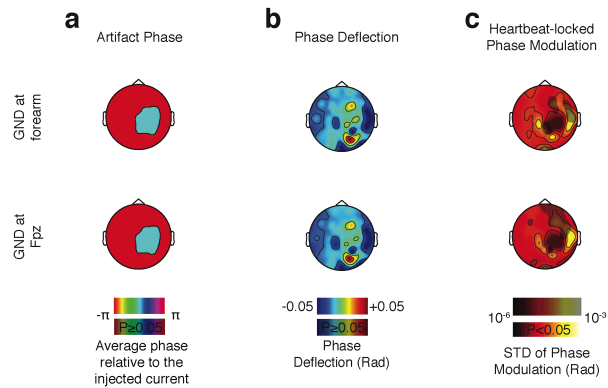 a
Artifact Phase
b
Phase Deflection
c
Heartbeat-locked
Phase Modulation
GND at
forearm
GND at
Fpz
-π
π
P≥0.05
Average phase
relative to the
injected current
-0.05
+0.05
P≥0.05
Phase
Deflection (Rad)
10-6
10-3
P<0.05
STD of Phase
Modulation (Rad)